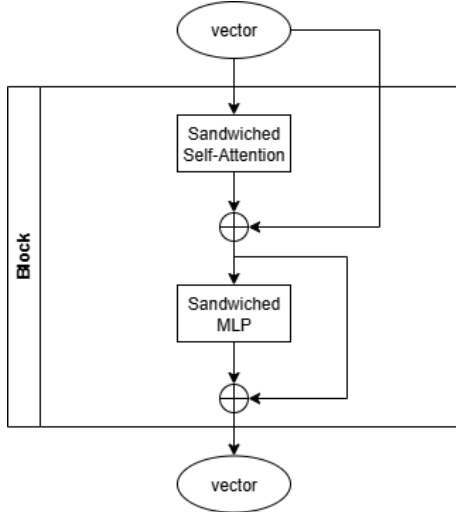 vector
Sandwiched
Self-Attention
Block
Sandwiched
MLP
vector